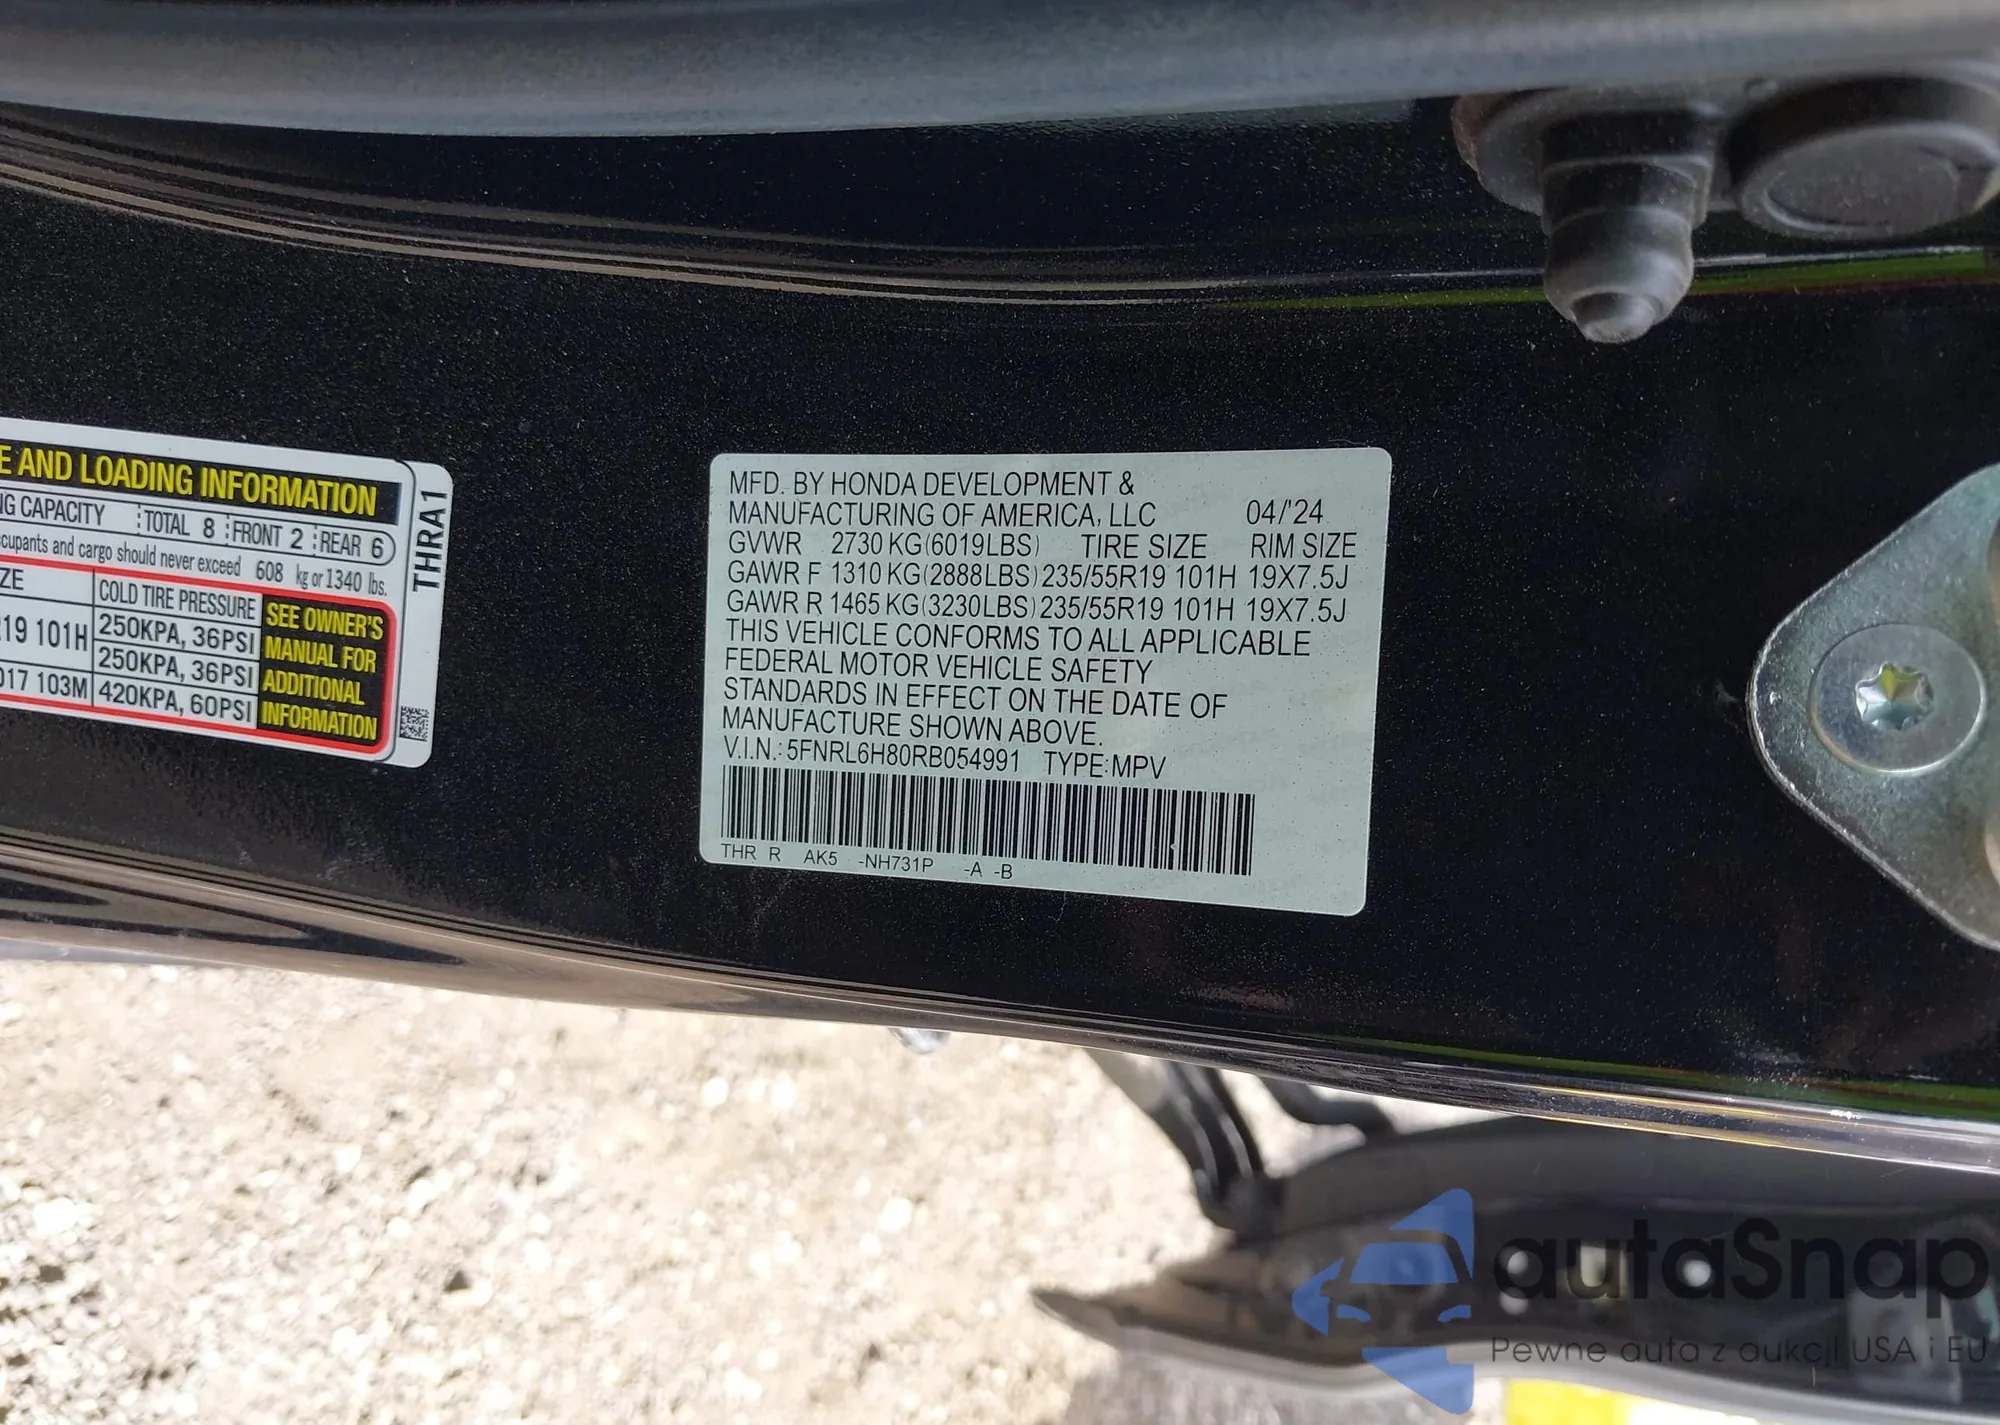 E AND LOADING INFORMATION
NG CAPACITY TOTAL 8 FRONT 2 REAR 6
ccupants and cargo should never exceed 608 kg or 1340 lbs.
ZE COLD TIRE PRESSURE
R19 101H 250KPA, 36PSI
250KPA, 36PSI
017 103M 420KPA, 60PSI
SEE OWNER'S
MANUAL FOR
ADDITIONAL
INFORMATION
THRA1
MFD. BY HONDA DEVELOPMENT &
MANUFACTURING OF AMERICA, LLC 04/'24
GVWR 2730 KG(6019LBS) TIRE SIZE RIM SIZE
GAWR F 1310 KG(2888LBS) 235/55R19 101H 19X7.5J
GAWR R 1465 KG(3230LBS) 235/55R19 101H 19X7.5J
THIS VEHICLE CONFORMS TO ALL APPLICABLE
FEDERAL MOTOR VEHICLE SAFETY
STANDARDS IN EFFECT ON THE DATE OF
MANUFACTURE SHOWN ABOVE.
V.I.N.: 5FNRL6H80RB054991 TYPE:MPV
THR R AK5 -NH731P -A -B
autaSnap
Pewne auta z aukcji USA i EU